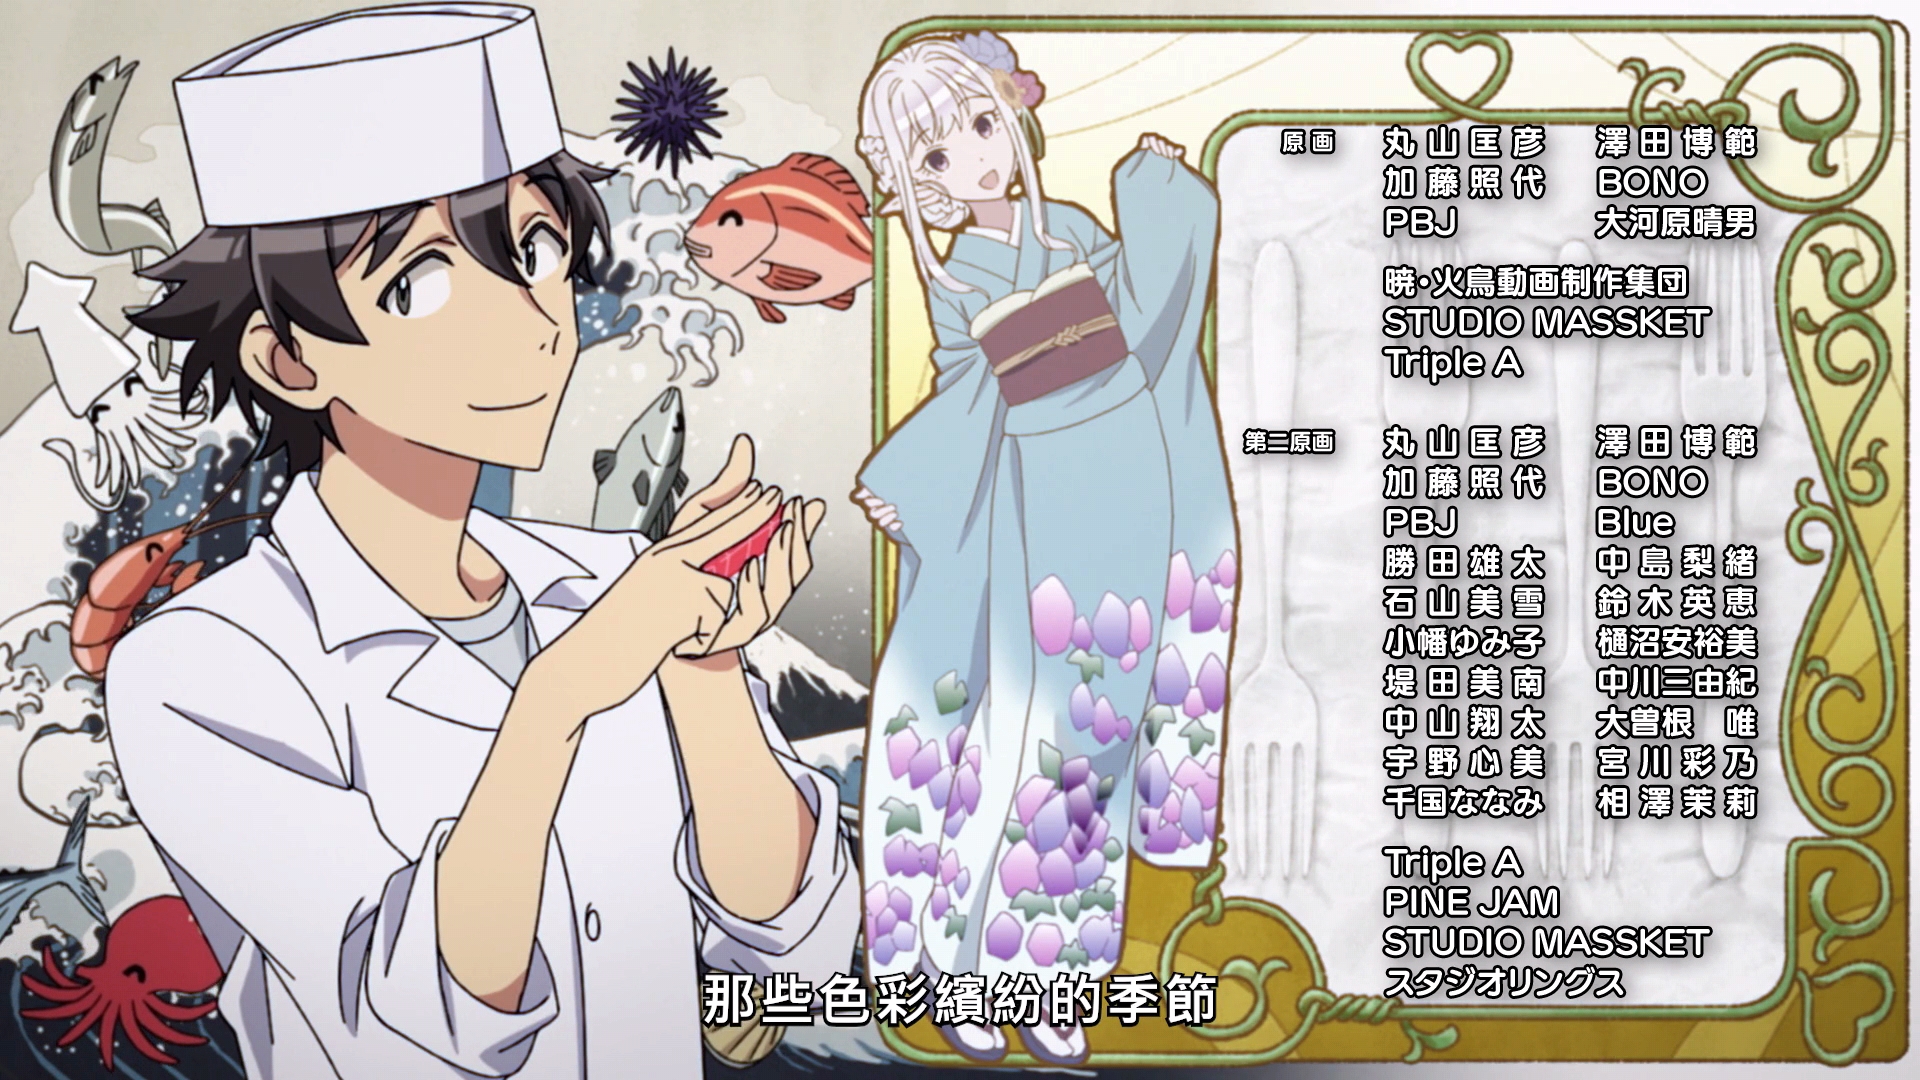 原画 丸山匡彦 澤田博範
加藤照代 BONO
PBJ 大河原晴男
暁・火鳥動画制作集団
STUDIO MASSKET
Triple A
第二原画 丸山匡彦 澤田博範
加藤照代 BONO
PBJ Blue
勝田雄太 中島梨緒
石山美雪 鈴木英恵
小幡ゆみ子 樋沼安裕美
堤田美南 中川三由紀
中山翔太 大曽根 唯
宇野心美 宮川彩乃
千国ななみ 相澤茉莉
Triple A
PINE JAM
STUDIO MASSKET
スタジオリングス
那些色彩繽紛的季節